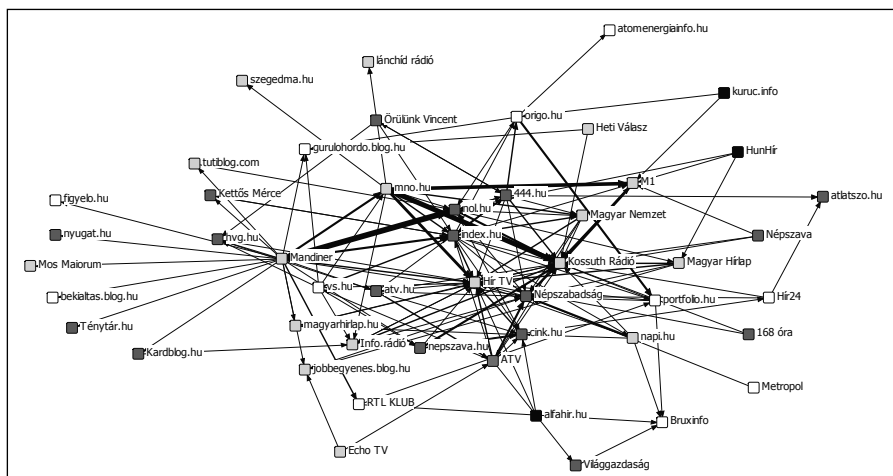 atomenergiainfo.hu
lánchíd rádió
szegedma.hu
kuruc.info
Örülünk Vincent
origo.hu
Heti Válasz
gurulohordo.blog.hu
HunHír
tutiblog.com
M1
mno.hu
Kettős Mérce
444.hu
atlatszo.hu
figyelo.hu
nol.hu
Magyar Nemzet
nyugat.hu
hvg.hu
index.hu
Népszava
Mos Maiorum
Mandiner
Kossuth Rádió
Magyar Hírlap
Hír TV
vs.hu
atv.hu
Népszabadság
bekialtas.blog.hu
portfolio.hu
Hír24
Ténytár.hu
magyarhirlap.hu
cink.hu
168 óra
napi.hu
Info.rádió
nepszava.hu
Kardblog.hu
ATV
jobbegyenes.blog.hu
Metropol
RTL KLUB
alfahir.hu
Bruxinfo
Echo TV
Világgazdaság